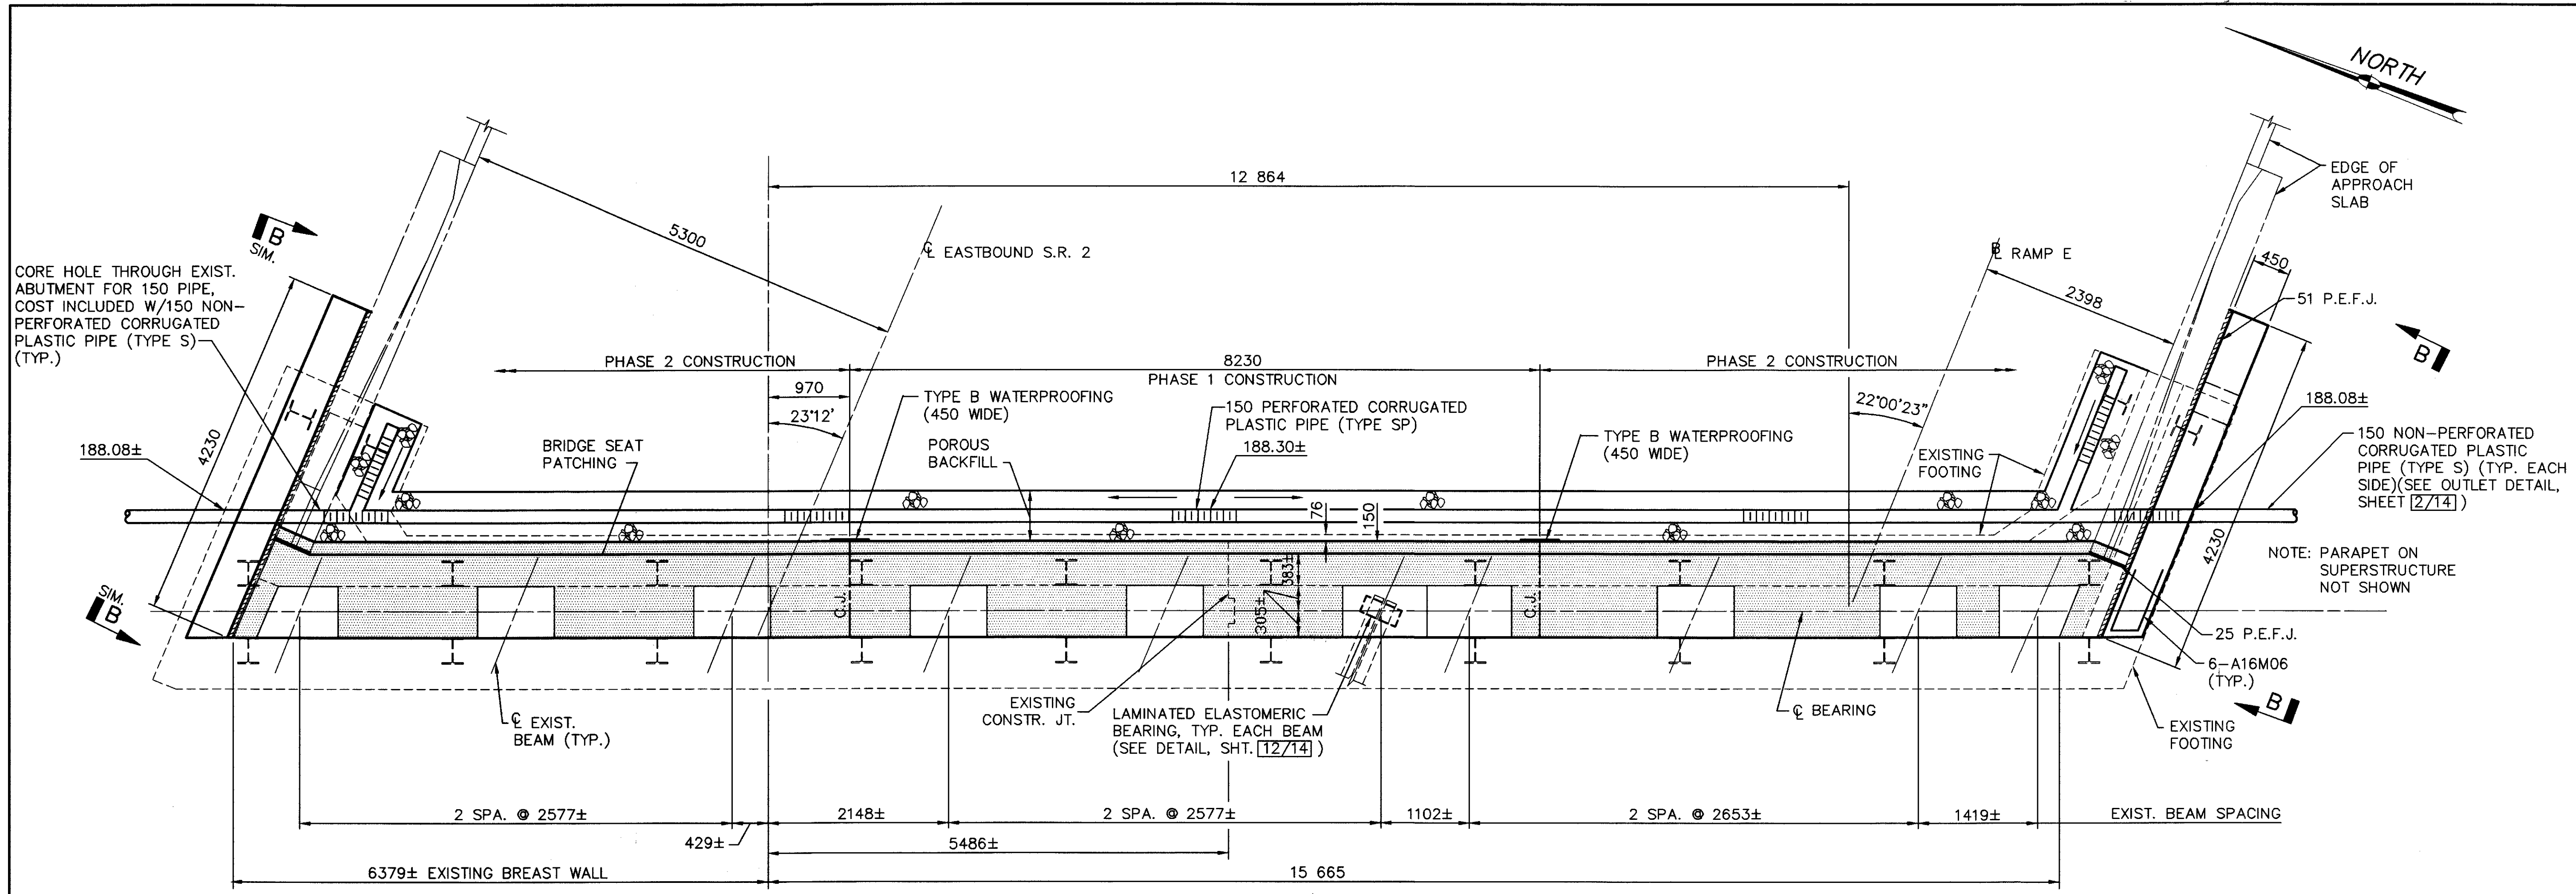 NORTH
EDGE OF
APPROACH
SLAB
12 864
B
SIM.
5300
℄ EASTBOUND S.R. 2
B͟L RAMP E
450
2398
51 P.E.F.J.
B
CORE HOLE THROUGH EXIST.
ABUTMENT FOR 150 PIPE,
COST INCLUDED W/150 NON-
PERFORATED CORRUGATED
PLASTIC PIPE (TYPE S)
(TYP.)
PHASE 2 CONSTRUCTION
8230
PHASE 1 CONSTRUCTION
PHASE 2 CONSTRUCTION
970
23°12'
TYPE B WATERPROOFING
(450 WIDE)
150 PERFORATED CORRUGATED
PLASTIC PIPE (TYPE SP)
188.30±
22°00'23"
188.08±
4230
188.08±
BRIDGE SEAT
PATCHING
POROUS
BACKFILL
TYPE B WATERPROOFING
(450 WIDE)
EXISTING
FOOTING
150 NON-PERFORATED
CORRUGATED PLASTIC
PIPE (TYPE S) (TYP. EACH
SIDE)(SEE OUTLET DETAIL,
SHEET 2/14 )
76
150
4230
NOTE: PARAPET ON
SUPERSTRUCTURE
NOT SHOWN
383±
305±
C.J.
C.J.
SIM.
B
25 P.E.F.J.
6-A16M06
(TYP.)
B
℄ EXIST.
BEAM (TYP.)
EXISTING
CONSTR. JT.
LAMINATED ELASTOMERIC
BEARING, TYP. EACH BEAM
(SEE DETAIL, SHT. 12/14 )
℄ BEARING
EXISTING
FOOTING
2 SPA. @ 2577±
429±
2148±
2 SPA. @ 2577±
1102±
2 SPA. @ 2653±
1419±
EXIST. BEAM SPACING
5486±
6379± EXISTING BREAST WALL
15 665